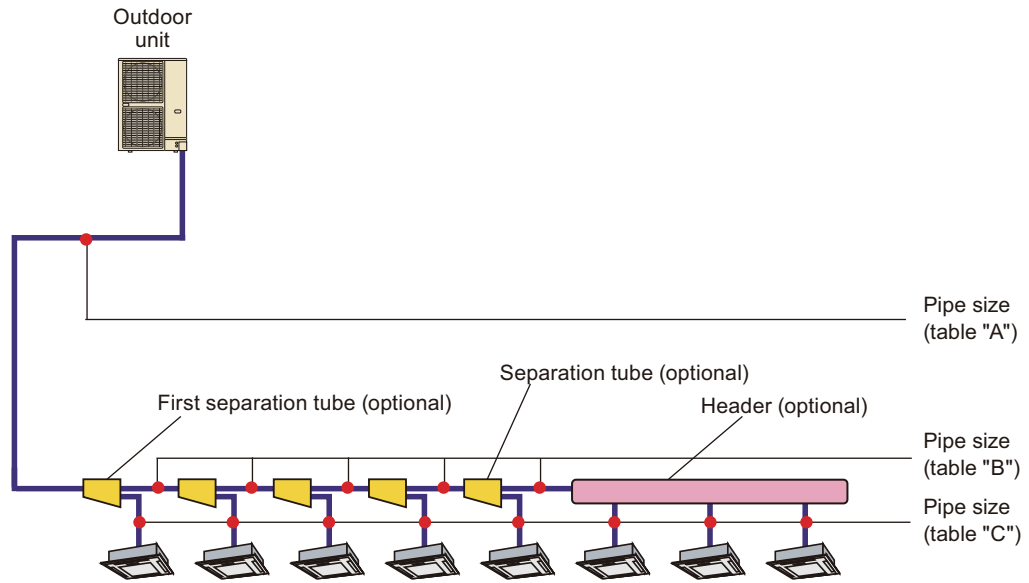 Outdoor
unit
Pipe size
(table "A")
Separation tube (optional)
First separation tube (optional)
Header (optional)
Pipe size
(table "B")
Pipe size
(table "C")